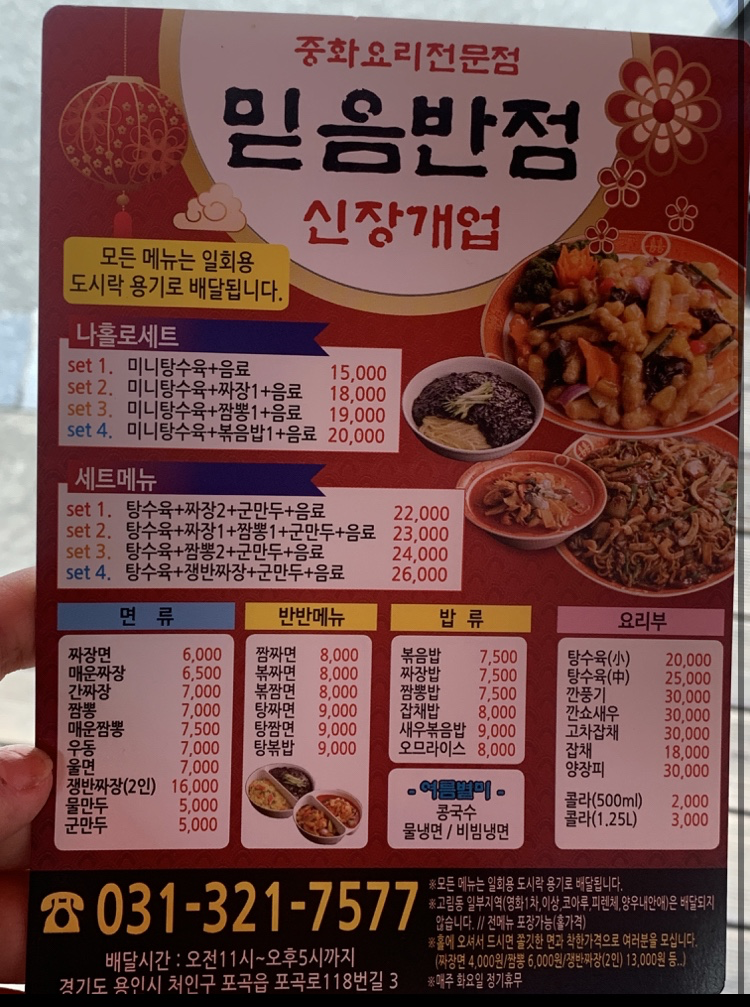 중화요리전문점
믿음반점
신장개업
모든 메뉴는 일회용
도시락 용기로 배달됩니다.
나홀로세트
set 1. 미니탕수육+음료 15,000
set 2. 미니탕수육+짜장1+음료 18,000
set 3. 미니탕수육+짬뽕1+음료 19,000
set 4. 미니탕수육+볶음밥1+음료 20,000
세트메뉴
set 1. 탕수육+짜장2+군만두+음료 22,000
set 2. 탕수육+짜장1+짬뽕1+군만두+음료 23,000
set 3. 탕수육+짬뽕2+군만두+음료 24,000
set 4. 탕수육+쟁반짜장+군만두+음료 26,000
면 류
짜장면 6,000
매운짜장 6,500
간짜장 7,000
짬뽕 7,000
매운짬뽕 7,500
우동 7,000
울면 7,000
쟁반짜장(2인) 16,000
물만두 5,000
군만두 5,000
반반메뉴
짬짜면 8,000
볶짜면 8,000
볶짬면 8,000
탕짜면 9,000
탕짬면 9,000
탕볶밥 9,000
밥 류
볶음밥 7,500
짜장밥 7,500
짬뽕밥 7,500
잡채밥 8,000
새우볶음밥 9,000
오므라이스 8,000
- 여름별미 -
콩국수
물냉면 / 비빔냉면
요리부
탕수육(小) 20,000
탕수육(中) 25,000
깐풍기 30,000
깐쇼새우 30,000
고차잡채 30,000
잡채 18,000
양장피 30,000
콜라(500ml) 2,000
콜라(1.25L) 3,000
☎ 031-321-7577
배달시간 : 오전11시~오후5시까지
경기도 용인시 처인구 포곡읍 포곡로118번길 3
※모든 메뉴는 일회용 도시락 용기로 배달됩니다.
※고림동 일부지역(영화1차,이상,코아루,피렌체,양우내안애)은 배달되지
않습니다. // 전메뉴 포장가능(홀가격)
※홀에 오셔서 드시면 쫄깃한 면과 착한가격으로 여러분을 모십니다.
(짜장면 4,000원/짬뽕 6,000원/쟁반짜장(2인) 13,000원 등..)
※매주 화요일 정기휴무